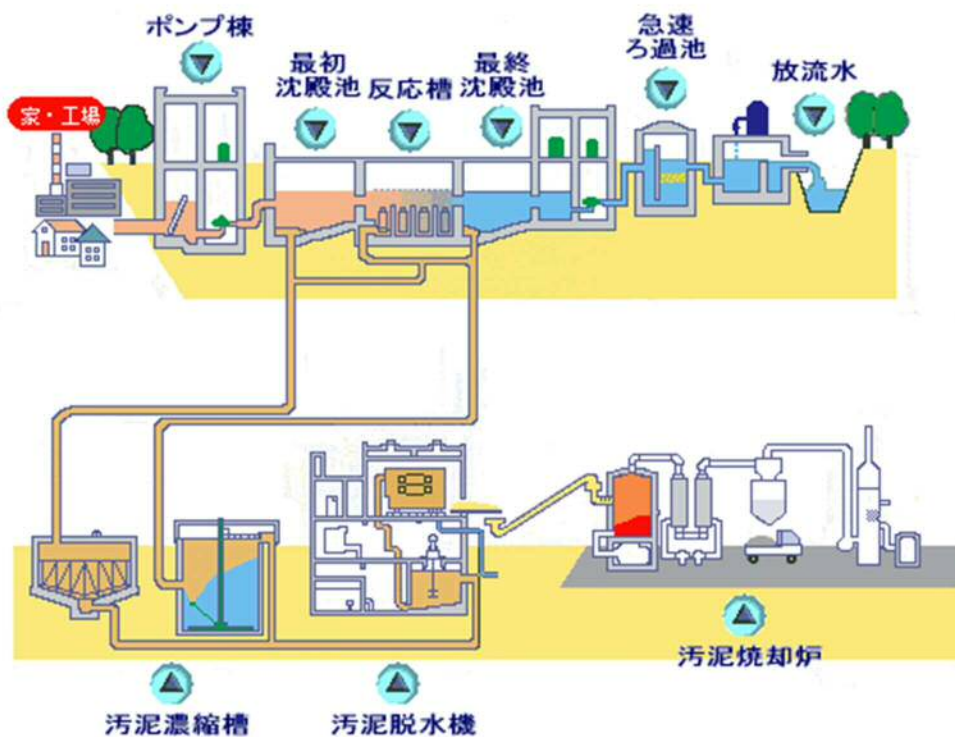 ポンプ棟
最初
沈殿池
反応槽
最終
沈殿池
急速
ろ過池
放流水
家・工場
汚泥焼却炉
汚泥濃縮槽
汚泥脱水機